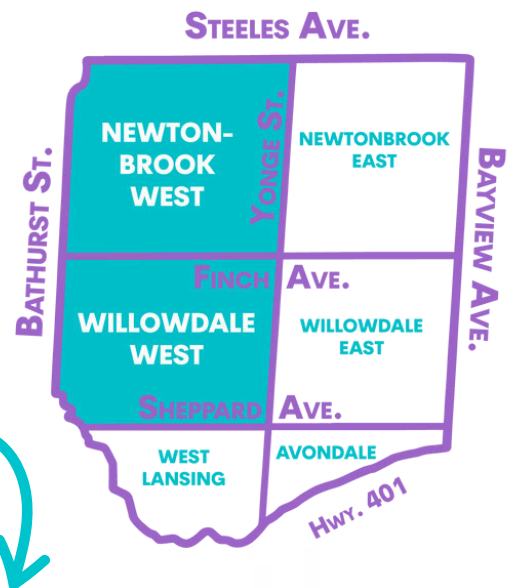 STEELES AVE.
BATHURST ST.
NEWTON-
BROOK
WEST
YONGE ST.
NEWTONBROOK
EAST
BAYVIEW AVE.
FINCH AVE.
WILLOWDALE
WEST
WILLOWDALE
EAST
SHEPPARD AVE.
WEST
LANSING
AVONDALE
HWY. 401